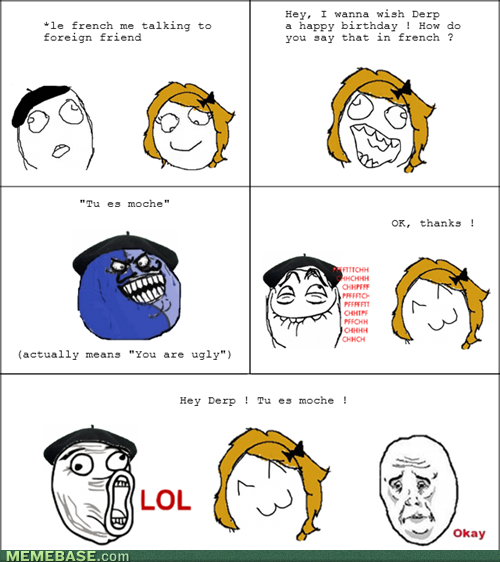 *le french me talking to
foreign friend
Hey, I wanna wish Derp
a happy birthday ! How do
you say that in french ?
"Tu es moche"
(actually means "You are ugly")
OK, thanks !
Hey Derp ! Tu es moche !
LOL
Okay
MEMEBASE.com